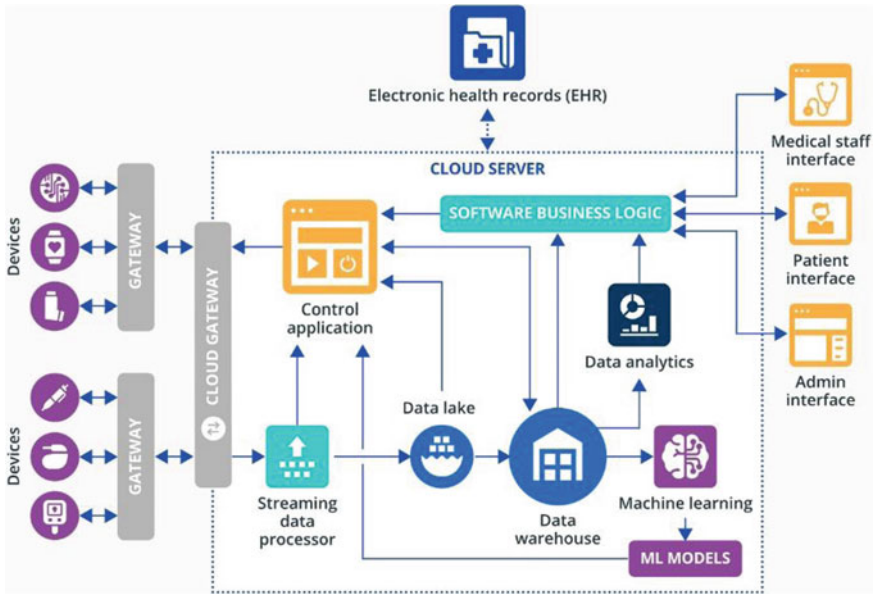 Electronic health records (EHR)
CLOUD SERVER
SOFTWARE BUSINESS LOGIC
Medical staff
interface
Patient
interface
Admin
interface
Devices
GATEWAY
CLOUD GATEWAY
Control
application
Data analytics
Data lake
Devices
GATEWAY
Streaming
data
processor
Data
warehouse
Machine learning
ML MODELS